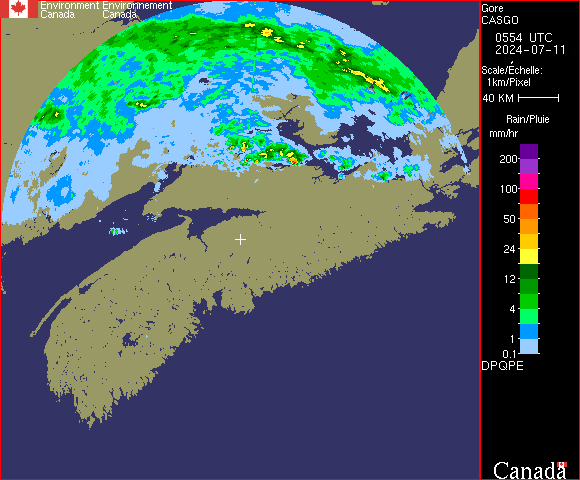 Environment Environnement
Canada Canada
Gore
CASGO
0554 UTC
2024-07-11
Scale/Échelle:
1km/Pixel
40 KM
Rain/Pluie
mm/hr
200
100
50
24
12
4
1
0.1
DPQPE
Canada